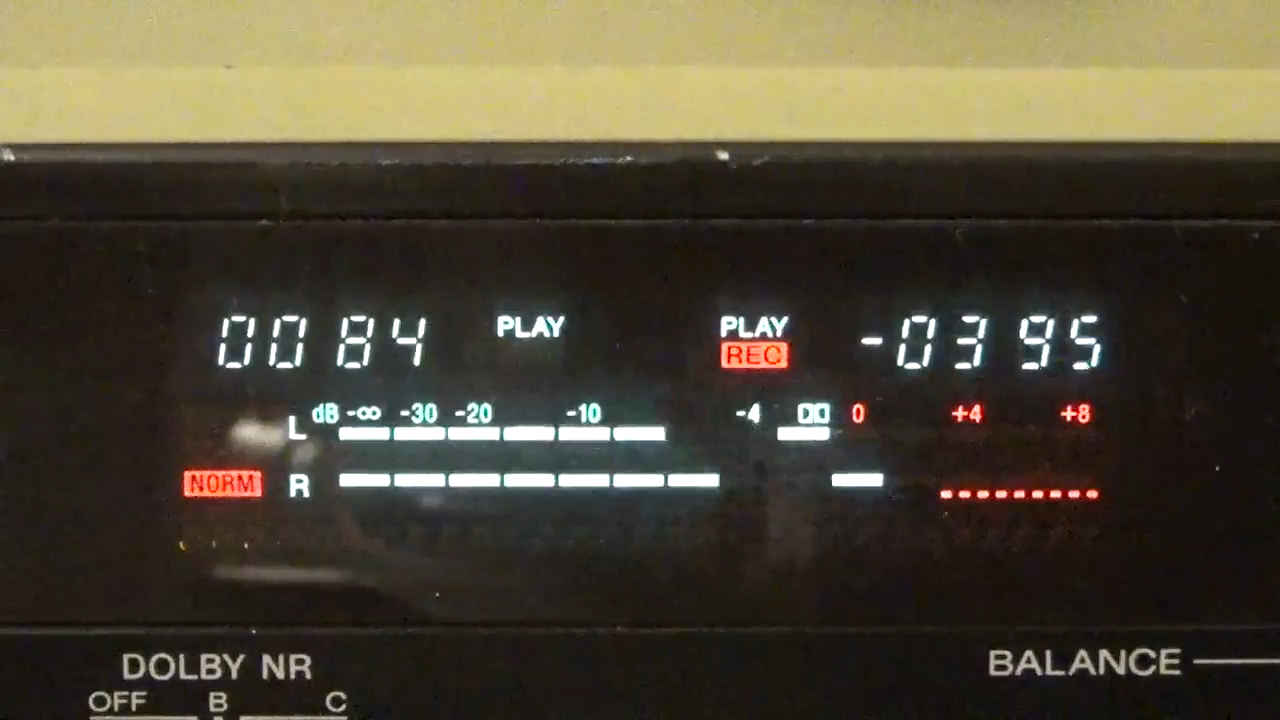 0084 PLAY PLAY -0395
REC
dB -∞ -30 -20 -10 -4 0 +4 +8
L
NORM R
DOLBY NR BALANCE
OFF B C